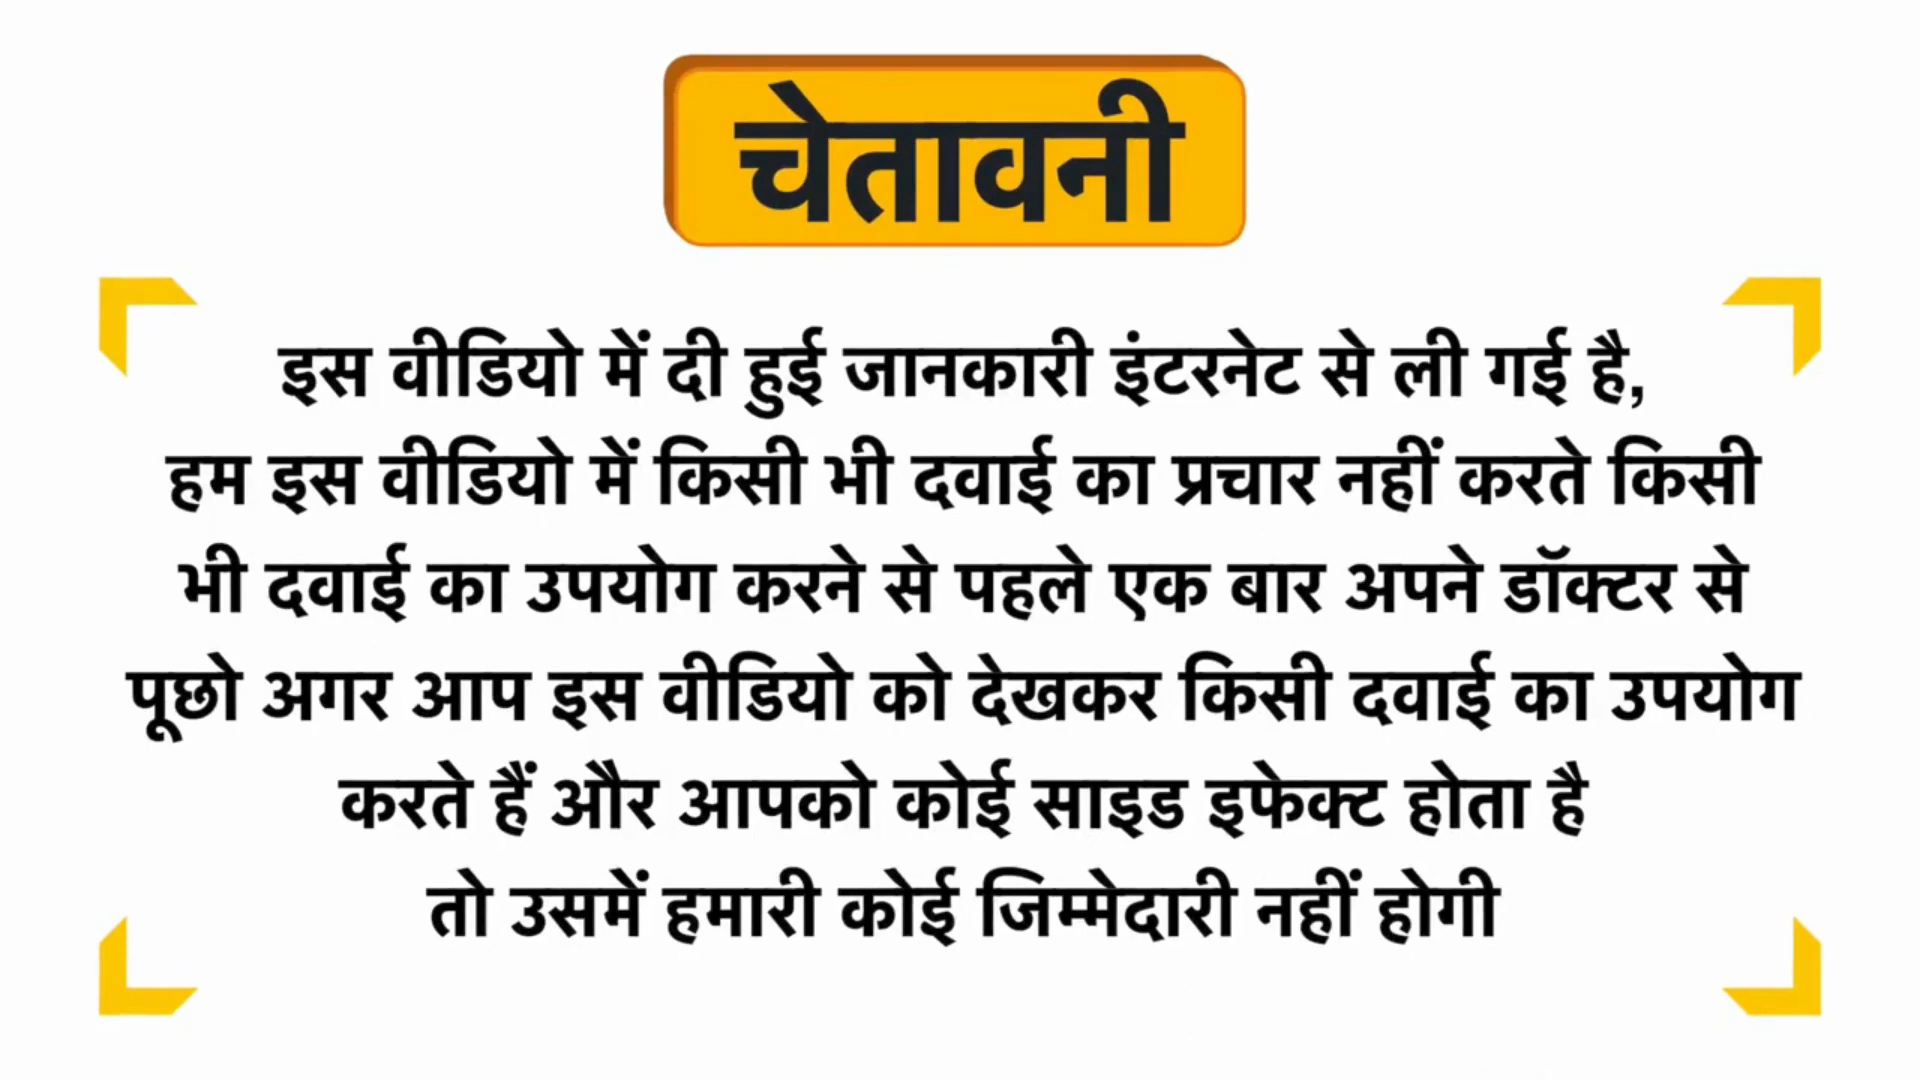 चेतावनी
इस वीडियो में दी हुई जानकारी इंटरनेट से ली गई है,
हम इस वीडियो में किसी भी दवाई का प्रचार नहीं करते किसी
भी दवाई का उपयोग करने से पहले एक बार अपने डॉक्टर से
पूछो अगर आप इस वीडियो को देखकर किसी दवाई का उपयोग
करते हैं और आपको कोई साइड इफेक्ट होता है
तो उसमें हमारी कोई जिम्मेदारी नहीं होगी